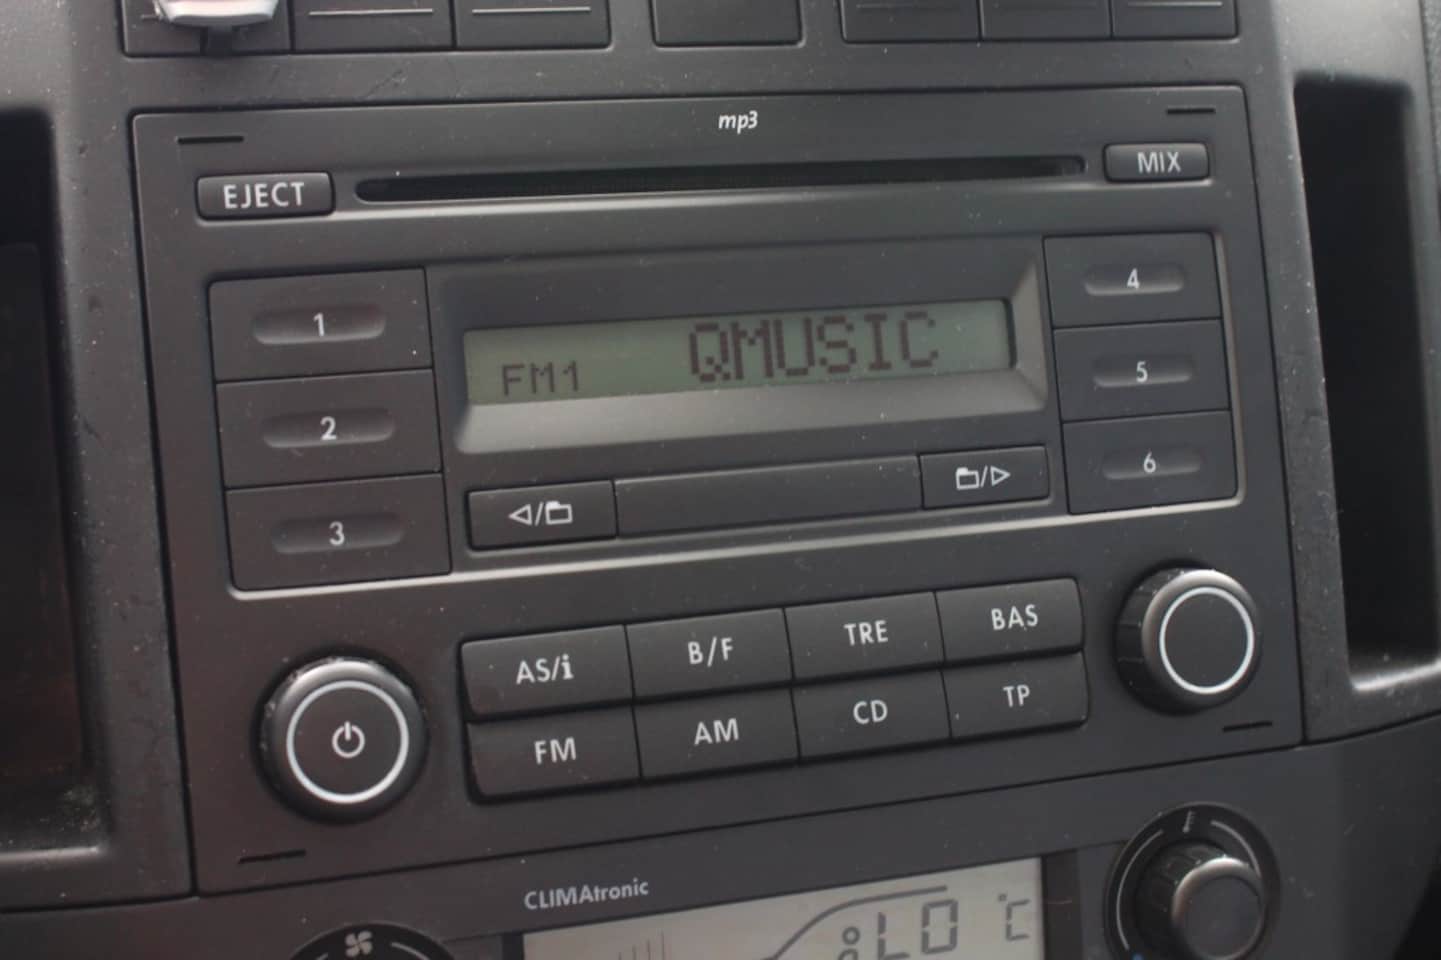 mp3
EJECT
MIX
1
FM1 QMUSIC
4
2
5
3
6
AS/i B/F TRE BAS
FM AM CD TP
CLIMAtronic
LO °C